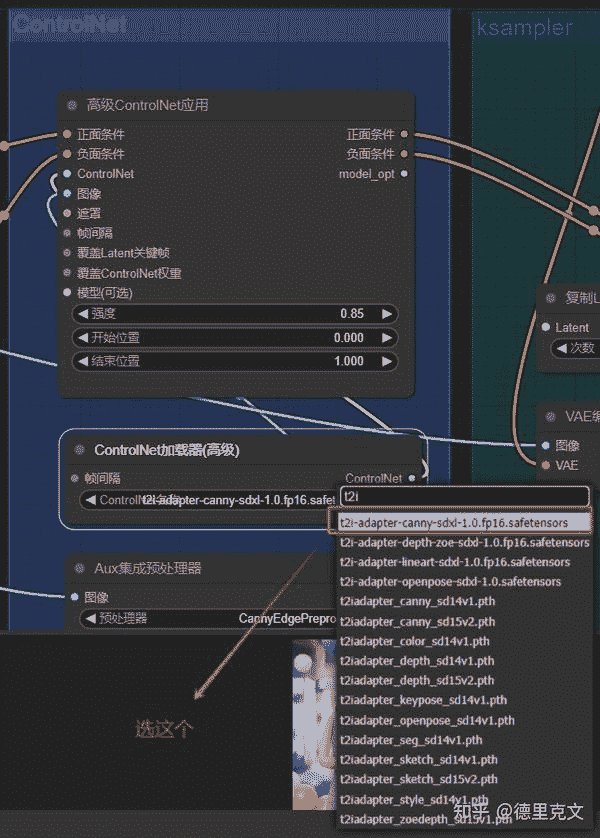 ControlNet
ksampler
高级ControlNet应用
正面条件
正面条件
负面条件
负面条件
ControlNet
model_opt
图像
遮罩
帧间隔
覆盖Latent关键帧
覆盖ControlNet权重
模型(可选)
强度
0.85
开始位置
0.000
结束位置
1.000
复制L
Latent
次数
VAE编
图像
VAE
ControlNet加载器(高级)
帧间隔
ControlNet
t2i-adapter-canny-sdxl-1.0.fp16.safet
t2i
t2i-adapter-canny-sdxl-1.0.fp16.safetensors
t2i-adapter-depth-zoe-sdxl-1.0.fp16.safetensors
t2i-adapter-lineart-sdxl-1.0.fp16.safetensors
t2i-adapter-openpose-sdxl-1.0.safetensors
t2iadapter_canny_sd14v1.pth
t2iadapter_canny_sd15v2.pth
t2iadapter_color_sd14v1.pth
t2iadapter_depth_sd14v1.pth
t2iadapter_depth_sd15v2.pth
t2iadapter_keypose_sd14v1.pth
t2iadapter_openpose_sd14v1.pth
t2iadapter_seg_sd14v1.pth
t2iadapter_sketch_sd14v1.pth
t2iadapter_sketch_sd15v2.pth
t2iadapter_style_sd14v1.pth
t2iadapter_zoedepth_sd15v1.pth
Aux集成预处理器
图像
预处理器
CannyEdgePrepro
选这个
知乎 @德里克文